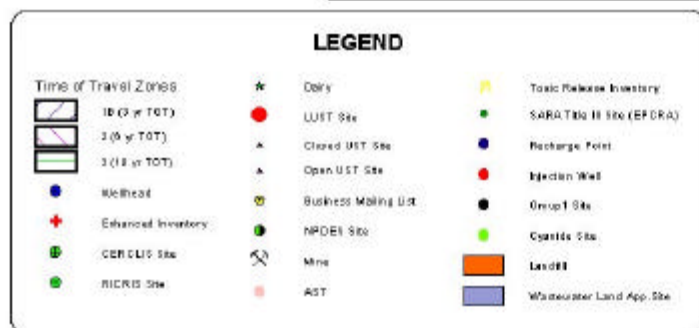 LEGEND
Time of Travel Zones
1B (3 yr TOT)
2 (6 yr TOT)
3 (10 yr TOT)
Wellhead
Enhanced Inventory
CERCLIS Site
RICRIS Site
Dairy
LUST Site
Closed UST Site
Open UST Site
Business Mailing List
NPDES Site
Mine
AST
Toxic Release Inventory
SARA Title III Site (EPCRA)
Recharge Point
Injection Well
Group1 Site
Cyanide Site
Landfill
Wastewater Land App. Site